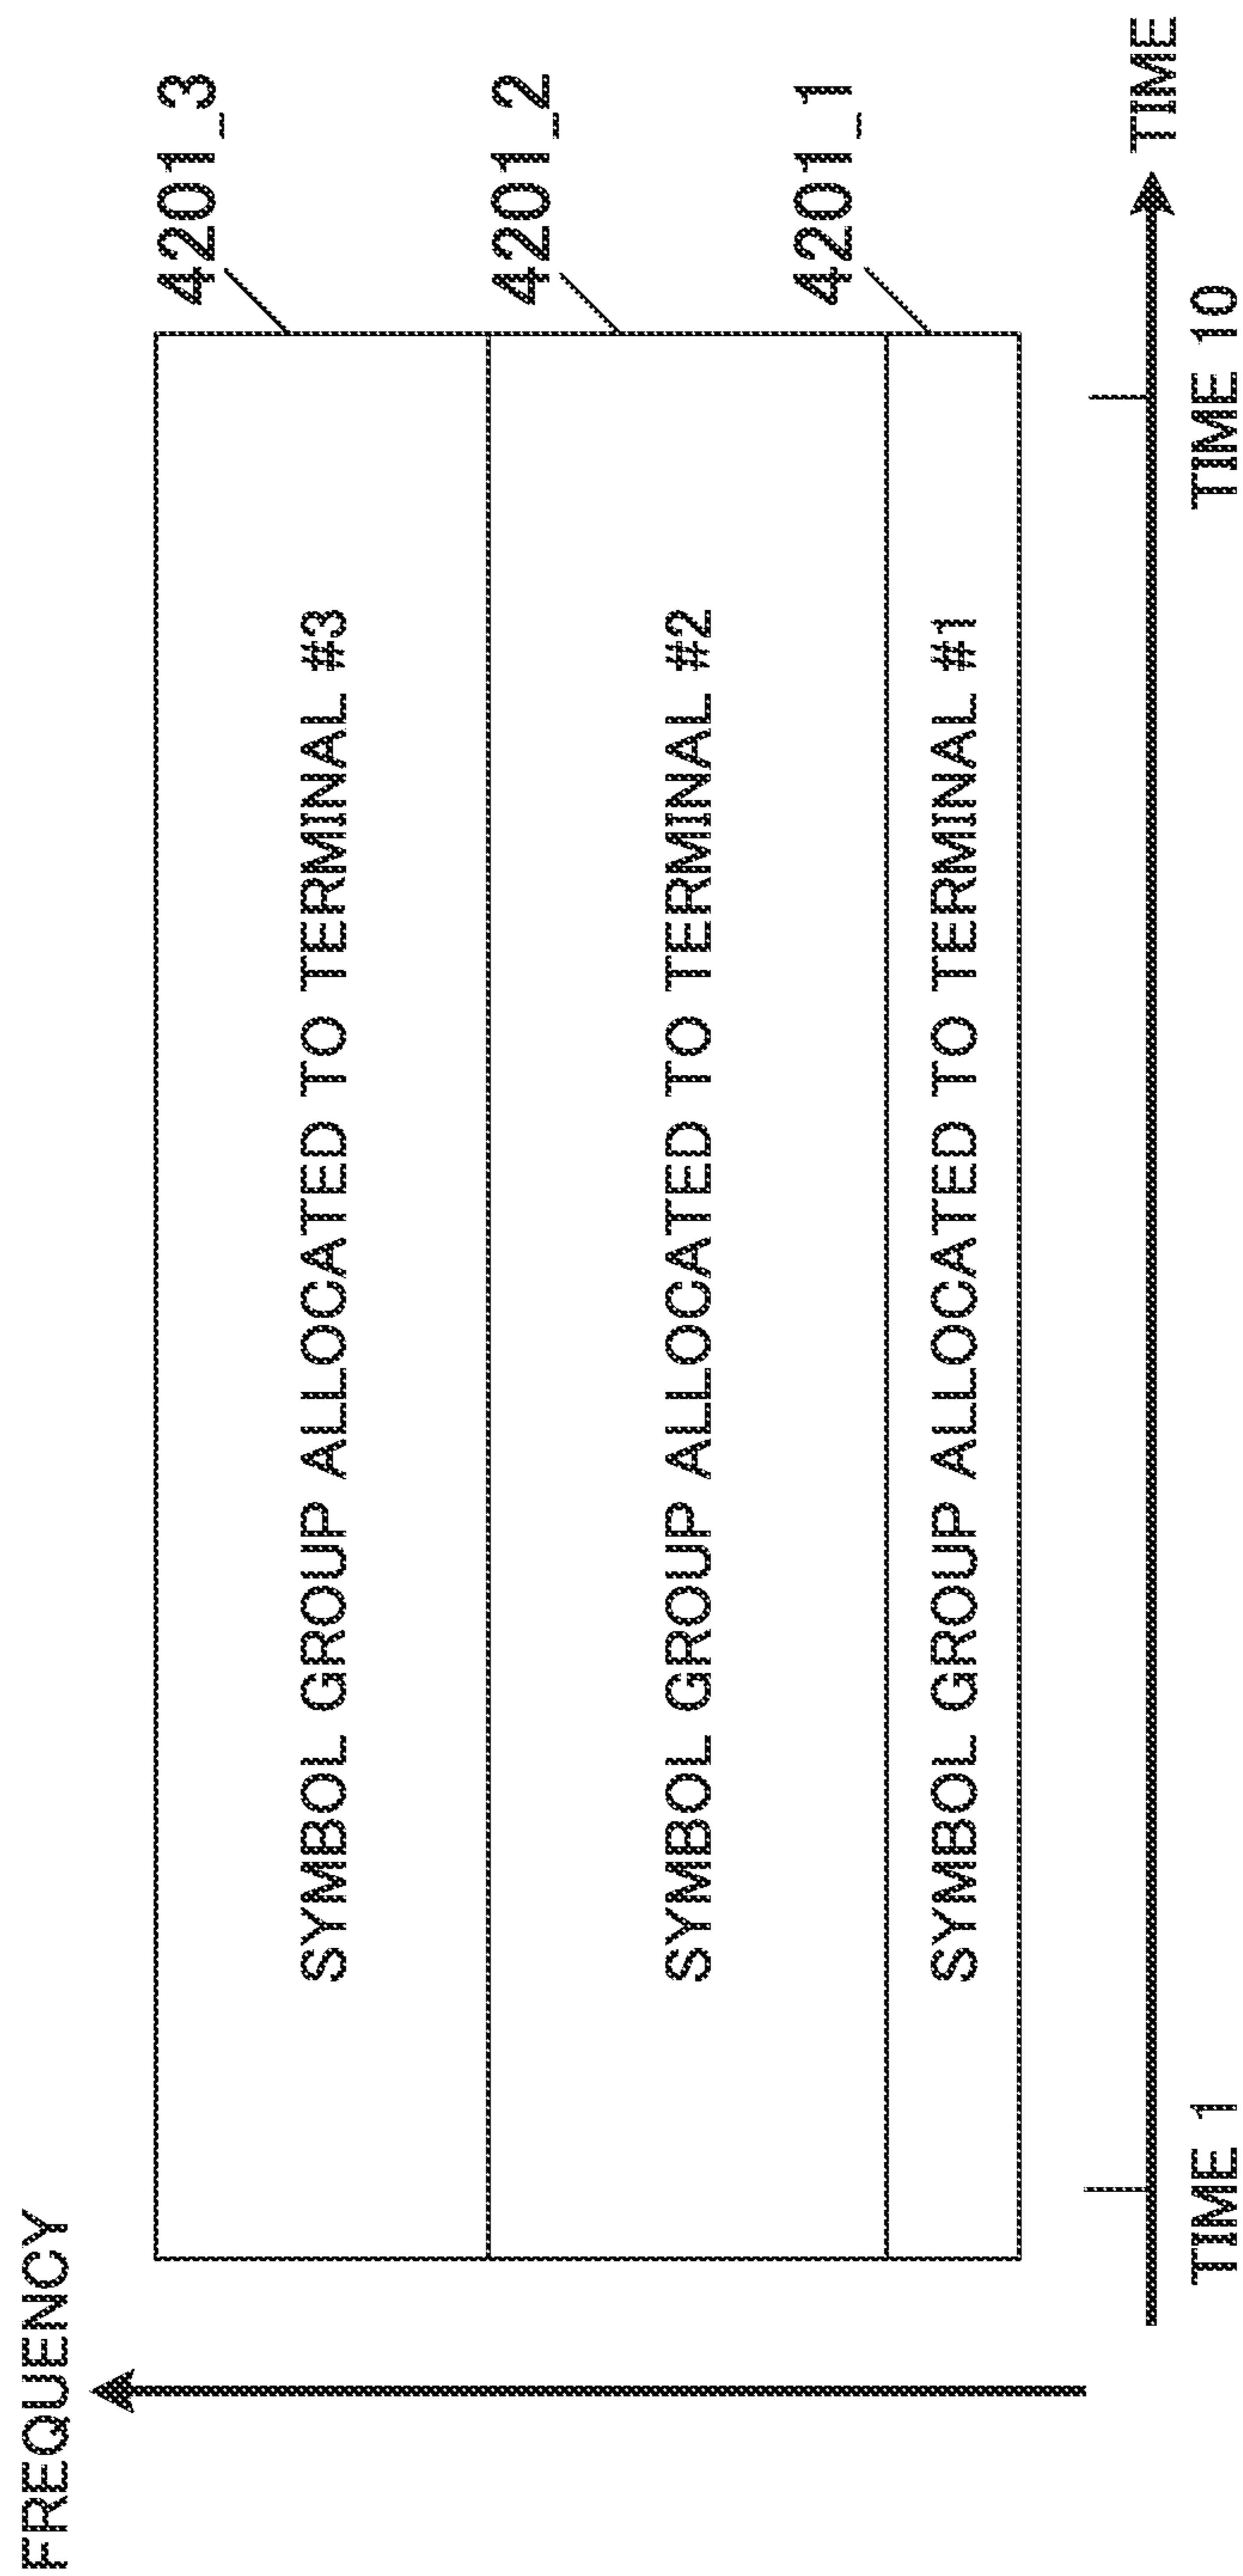 FREQUENCY
SYMBOL GROUP ALLOCATED TO TERMINAL #3
4201_3
SYMBOL GROUP ALLOCATED TO TERMINAL #2
4201_2
SYMBOL GROUP ALLOCATED TO TERMINAL #1
4201_1
TIME
TIME 1
TIME 10